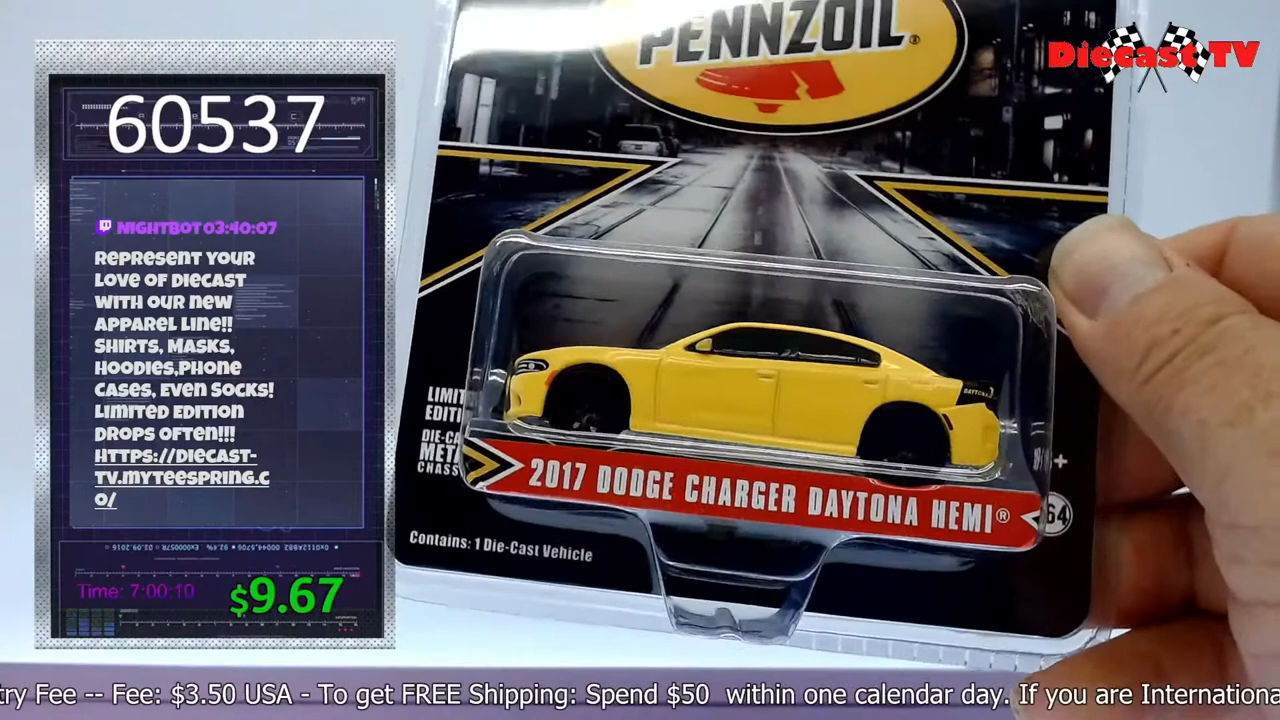 PENNZOIL®
Diecast TV
60537
NIGHTBOT 03:40:07
REPRESENT YOUR
LOVE OF DIECAST
WITH OUR NEW
APPAREL LINE!!
SHIRTS, MASKS,
HOODIES,PHONE
CASES, EVEN SOCKS!
LIMITED EDITION
DROPS OFTEN!!!
HTTPS://DIECAST-
TV.MYTEESPRING.C
O/
Time: 7:00:10
$9.67
DAYTONA
LIMIT
EDITI
DIE-CA
META
CHASS
2017 DODGE CHARGER DAYTONA HEMI®
64
Contains: 1 Die-Cast Vehicle
try Fee -- Fee: $3.50 USA - To get FREE Shipping: Spend $50 within one calendar day. If you are Internationa